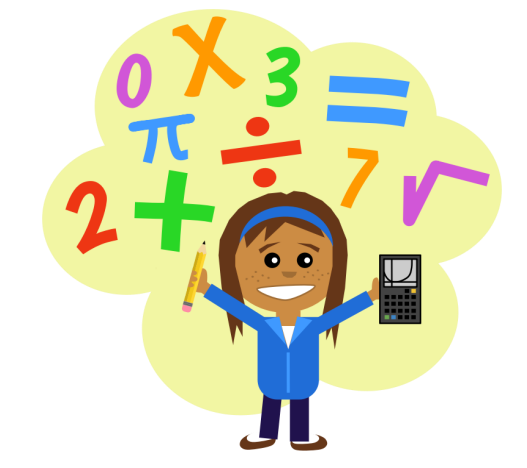 0 X 3 =
π ÷ 7 √
2 +